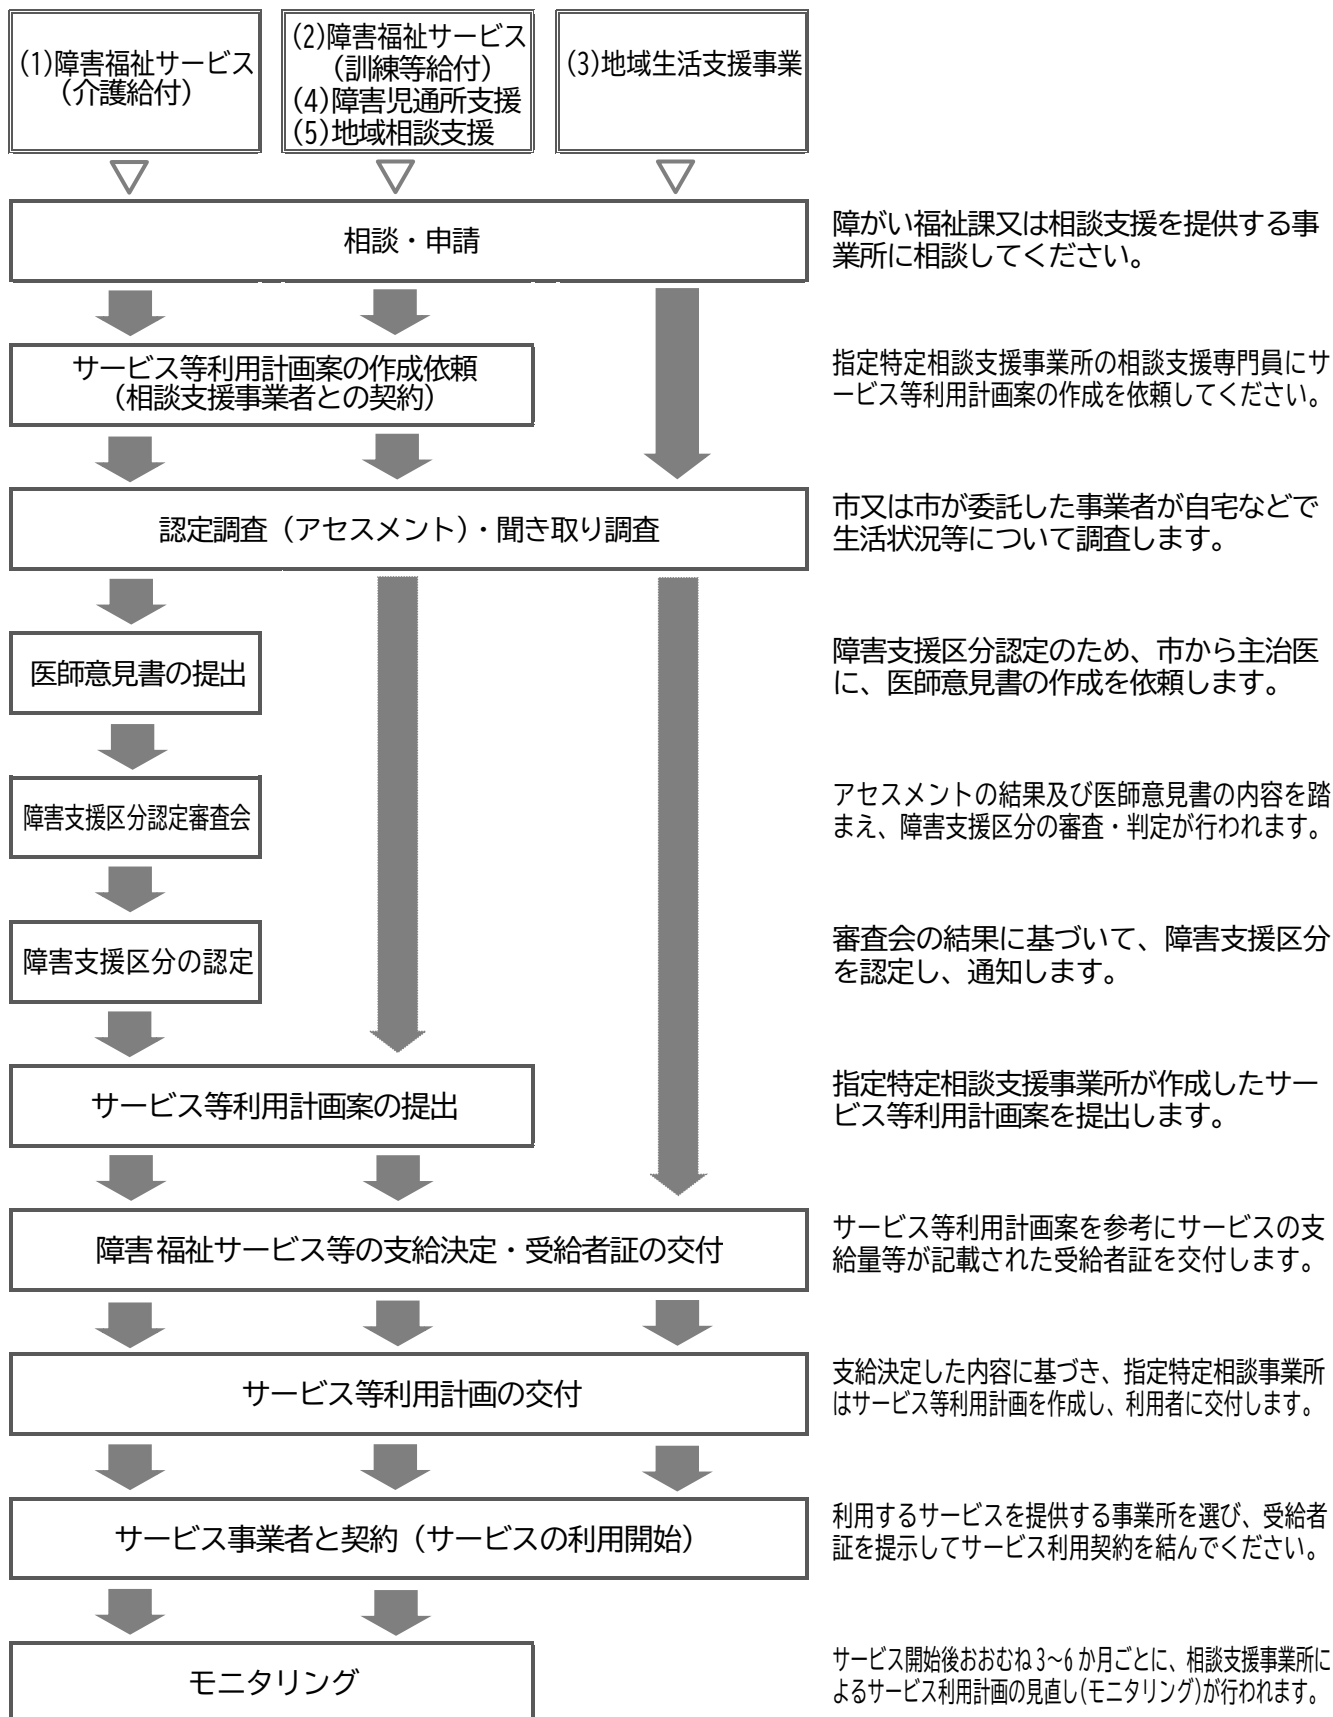 (1)障害福祉サービス
（介護給付）
(2)障害福祉サービス
（訓練等給付）
(4)障害児通所支援
(5)地域相談支援
(3)地域生活支援事業
相談・申請
障がい福祉課又は相談支援を提供する事
業所に相談してください。
サービス等利用計画案の作成依頼
（相談支援事業者との契約）
指定特定相談支援事業所の相談支援専門員にサ
ービス等利用計画案の作成を依頼してください。
認定調査（アセスメント）・聞き取り調査
市又は市が委託した事業者が自宅などで
生活状況等について調査します。
医師意見書の提出
障害支援区分認定のため、市から主治医
に、医師意見書の作成を依頼します。
障害支援区分認定審査会
アセスメントの結果及び医師意見書の内容を踏
まえ、障害支援区分の審査・判定が行われます。
障害支援区分の認定
審査会の結果に基づいて、障害支援区分
を認定し、通知します。
サービス等利用計画案の提出
指定特定相談支援事業所が作成したサー
ビス等利用計画案を提出します。
障害福祉サービス等の支給決定・受給者証の交付
サービス等利用計画案を参考にサービスの支
給量等が記載された受給者証を交付します。
サービス等利用計画の交付
支給決定した内容に基づき、指定特定相談事業所
はサービス等利用計画を作成し、利用者に交付します。
サービス事業者と契約（サービスの利用開始）
利用するサービスを提供する事業所を選び、受給者
証を提示してサービス利用契約を結んでください。
モニタリング
サービス開始後おおむね3～6か月ごとに、相談支援事業所に
よるサービス利用計画の見直し(モニタリング)が行われます。